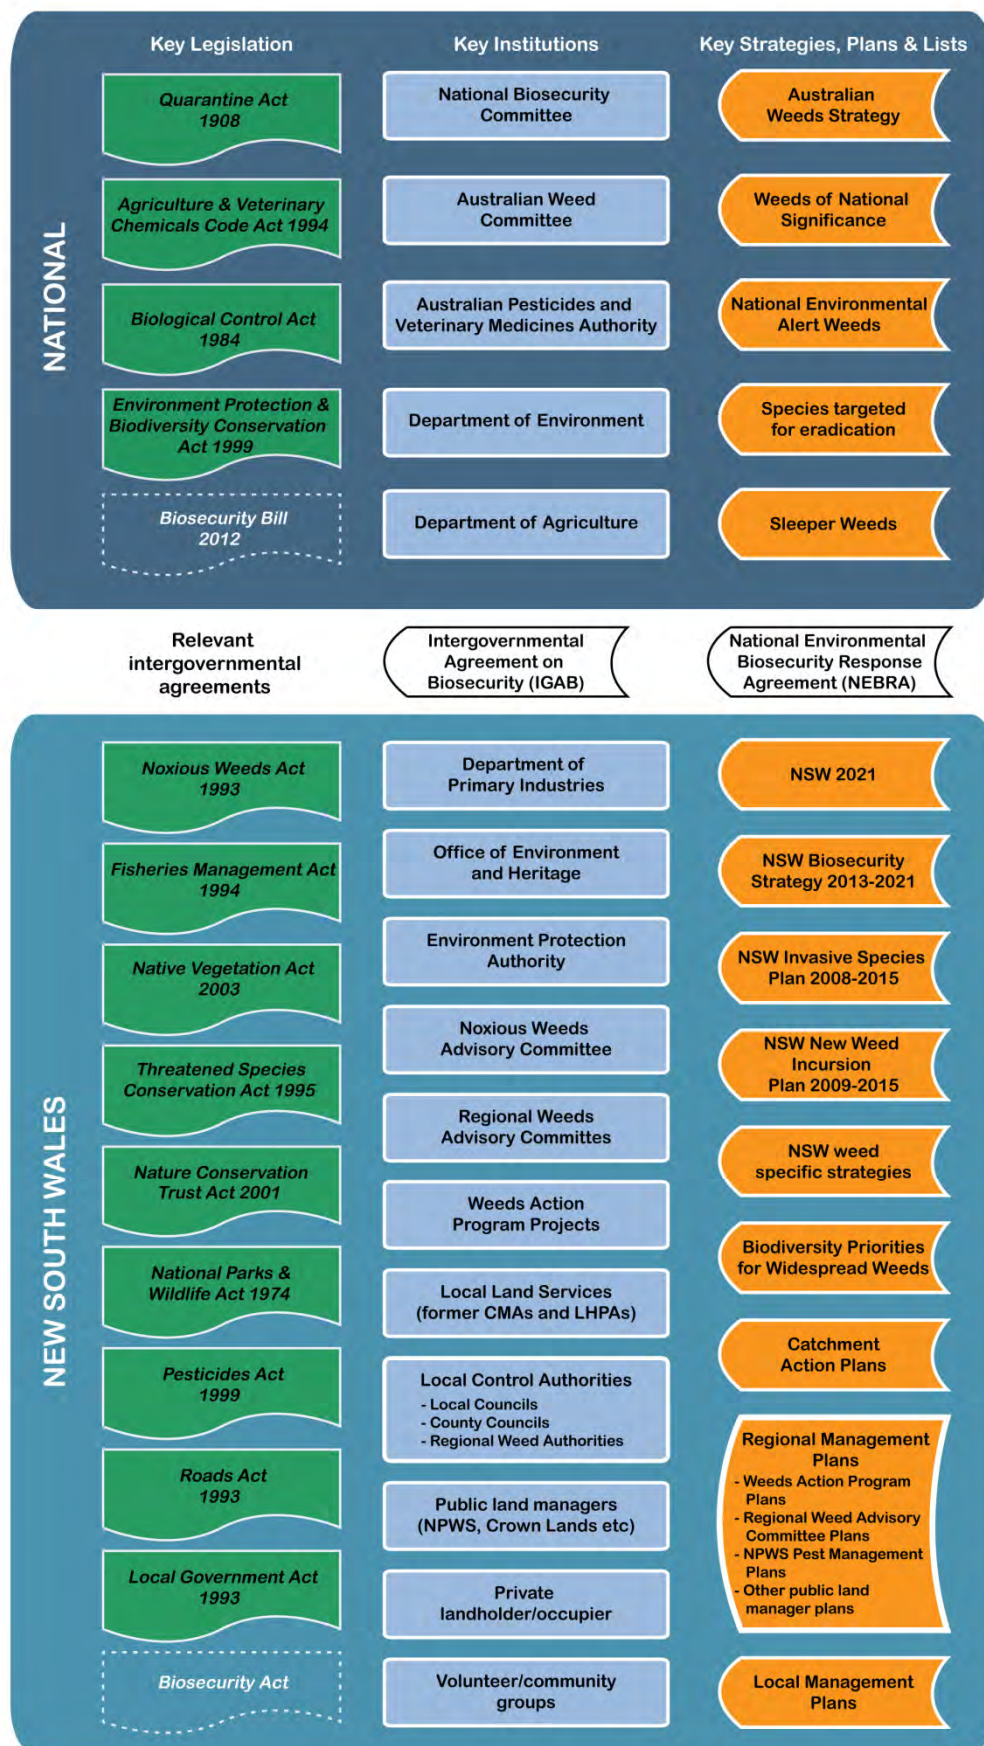 Key Legislation
Key Institutions
Key Strategies, Plans & Lists
NATIONAL
Quarantine Act
1908
Agriculture & Veterinary
Chemicals Code Act 1994
Biological Control Act
1984
Environment Protection &
Biodiversity Conservation
Act 1999
Biosecurity Bill
2012
National Biosecurity
Committee
Australian Weed
Committee
Australian Pesticides and
Veterinary Medicines Authority
Department of Environment
Department of Agriculture
Australian
Weeds Strategy
Weeds of National
Significance
National Environmental
Alert Weeds
Species targeted
for eradication
Sleeper Weeds
Relevant
intergovernmental
agreements
Intergovernmental
Agreement on
Biosecurity (IGAB)
National Environmental
Biosecurity Response
Agreement (NEBRA)
NEW SOUTH WALES
Noxious Weeds Act
1993
Fisheries Management Act
1994
Native Vegetation Act
2003
Threatened Species
Conservation Act 1995
Nature Conservation
Trust Act 2001
National Parks &
Wildlife Act 1974
Pesticides Act
1999
Roads Act
1993
Local Government Act
1993
Biosecurity Act
Department of
Primary Industries
Office of Environment
and Heritage
Environment Protection
Authority
Noxious Weeds
Advisory Committee
Regional Weeds
Advisory Committes
Weeds Action
Program Projects
Local Land Services
(former CMAs and LHPAs)
Local Control Authorities
- Local Councils
- County Councils
- Regional Weed Authorities
Public land managers
(NPWS, Crown Lands etc)
Private
landholder/occupier
Volunteer/community
groups
NSW 2021
NSW Biosecurity
Strategy 2013-2021
NSW Invasive Species
Plan 2008-2015
NSW New Weed
Incursion
Plan 2009-2015
NSW weed
specific strategies
Biodiversity Priorities
for Widespread Weeds
Catchment
Action Plans
Regional Management
Plans
- Weeds Action Program
Plans
- Regional Weed Advisory
Committee Plans
- NPWS Pest Management
Plans
- Other public land
manager plans
Local Management
Plans